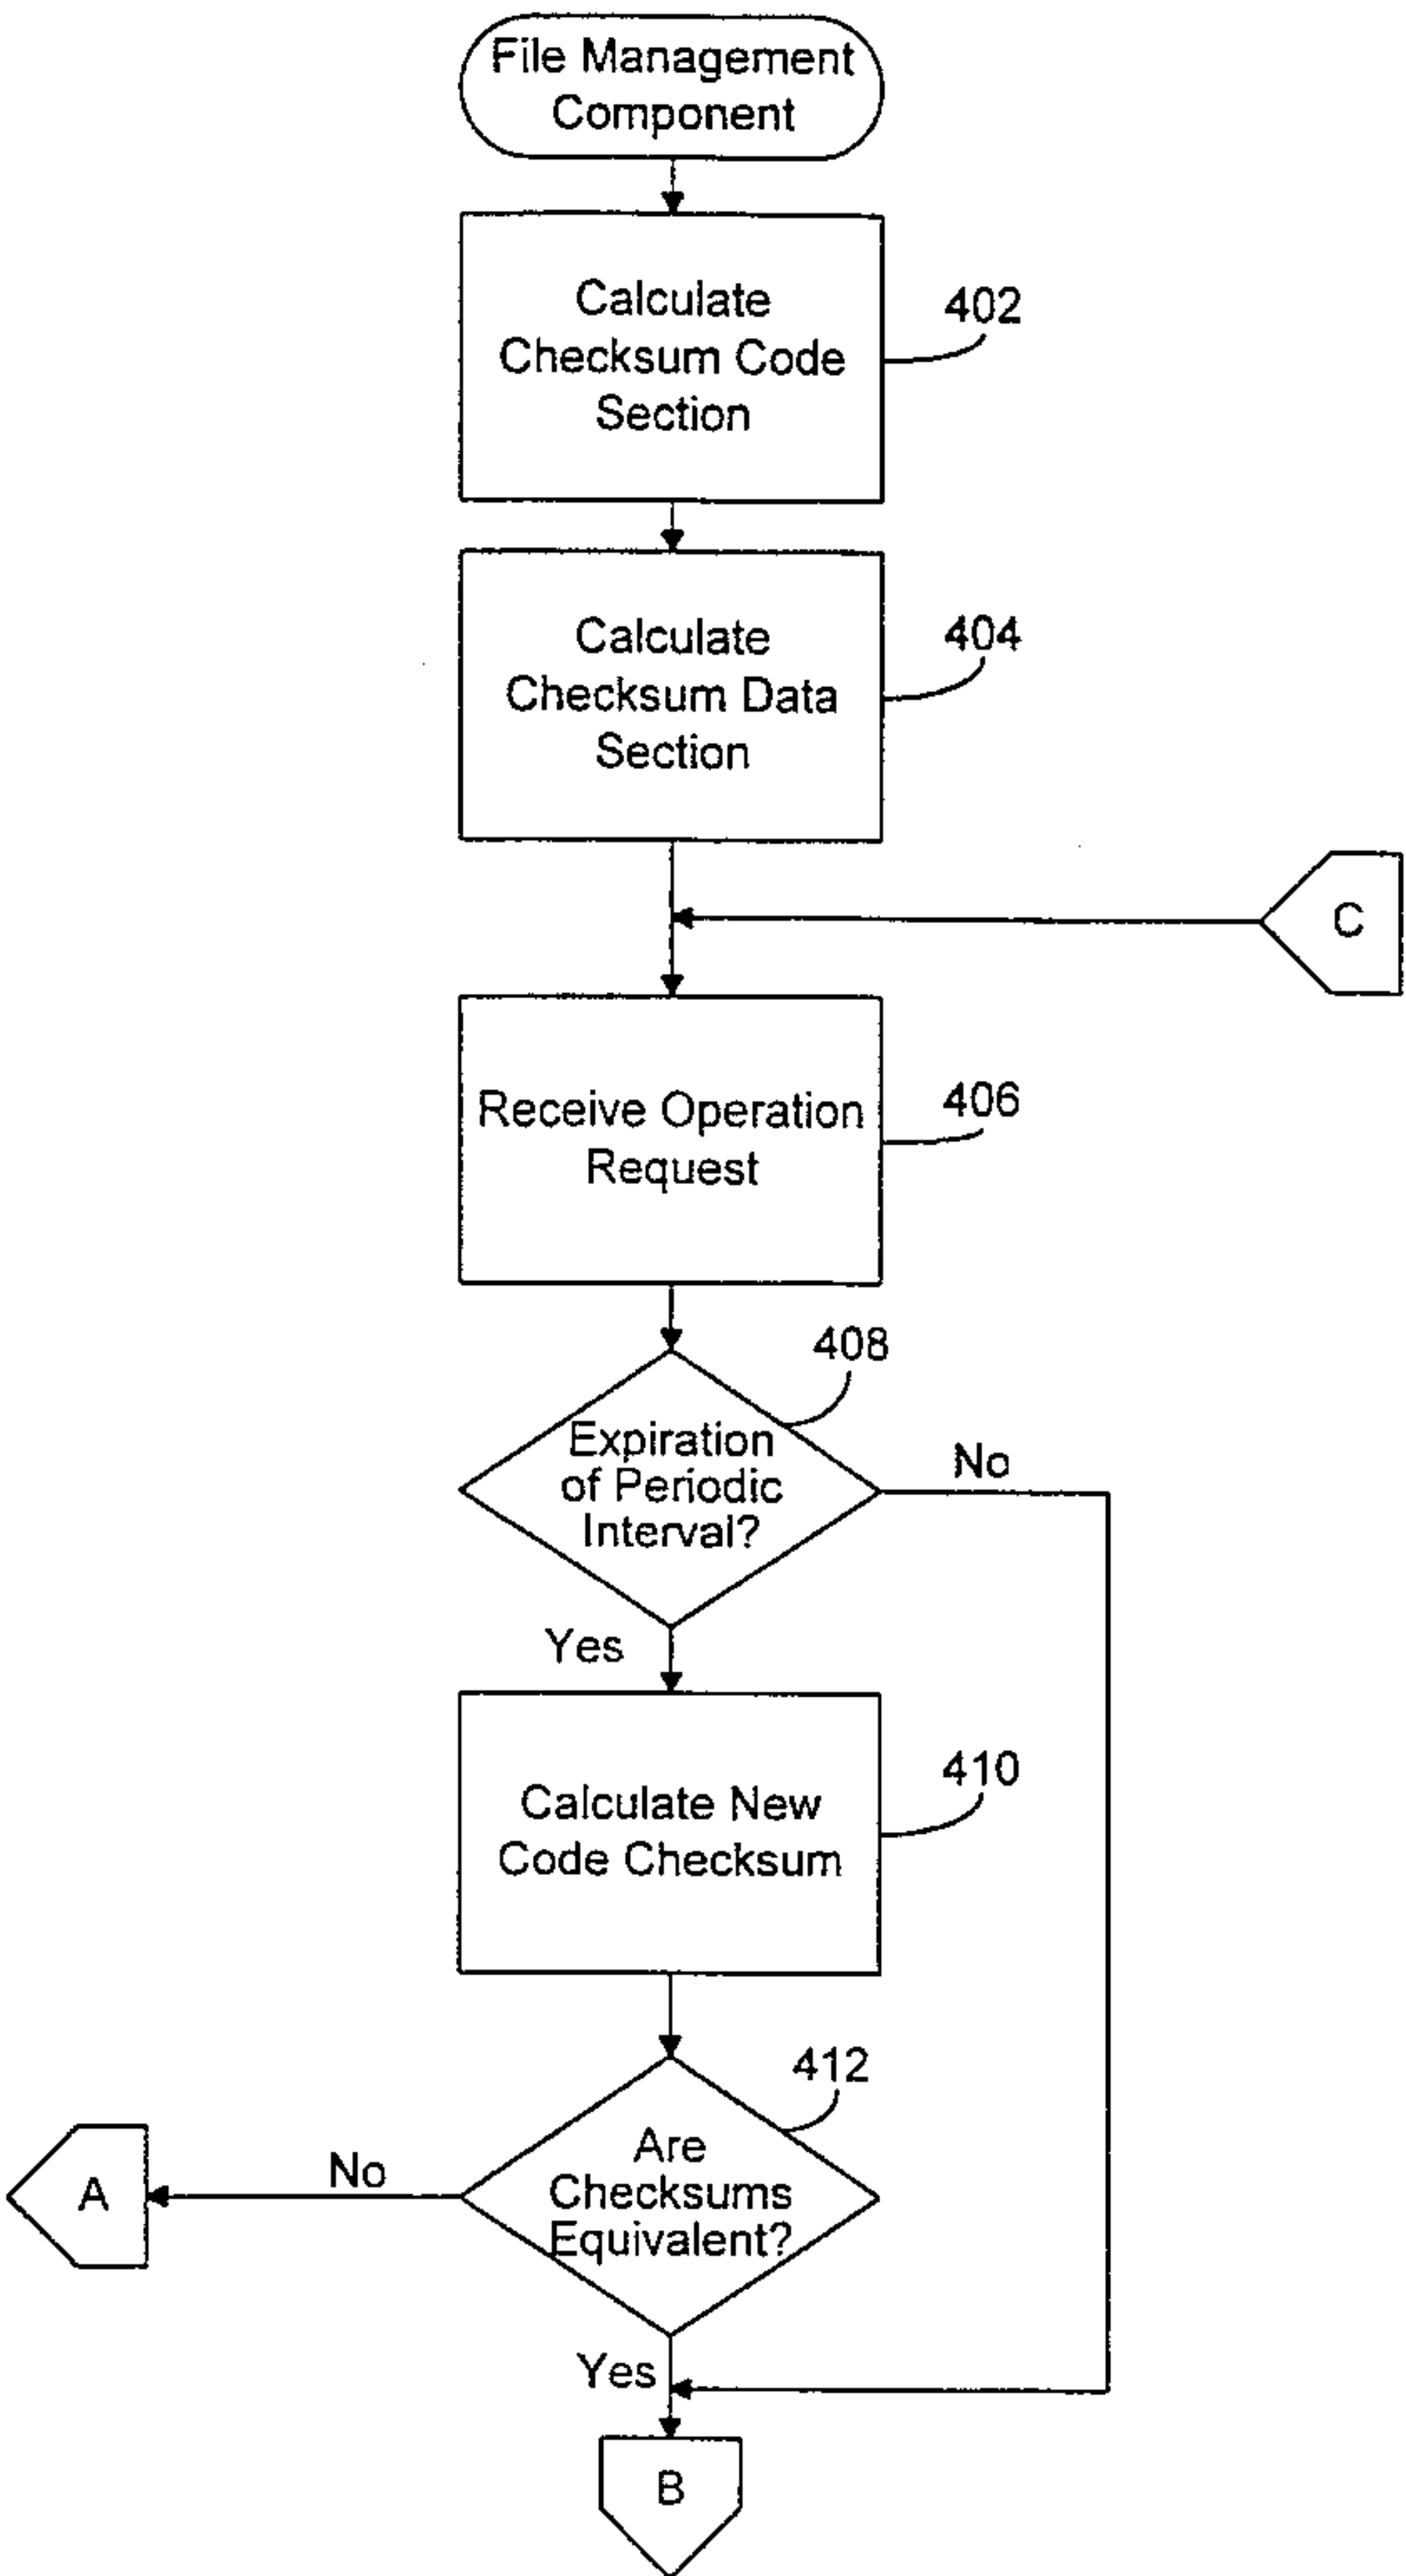 File Management
Component
Calculate
Checksum Code
Section
402
Calculate
Checksum Data
Section
404
C
Receive Operation
Request
406
408
Expiration
of Periodic
Interval?
No
Yes
Calculate New
Code Checksum
410
412
Are
Checksums
Equivalent?
No
A
Yes
B